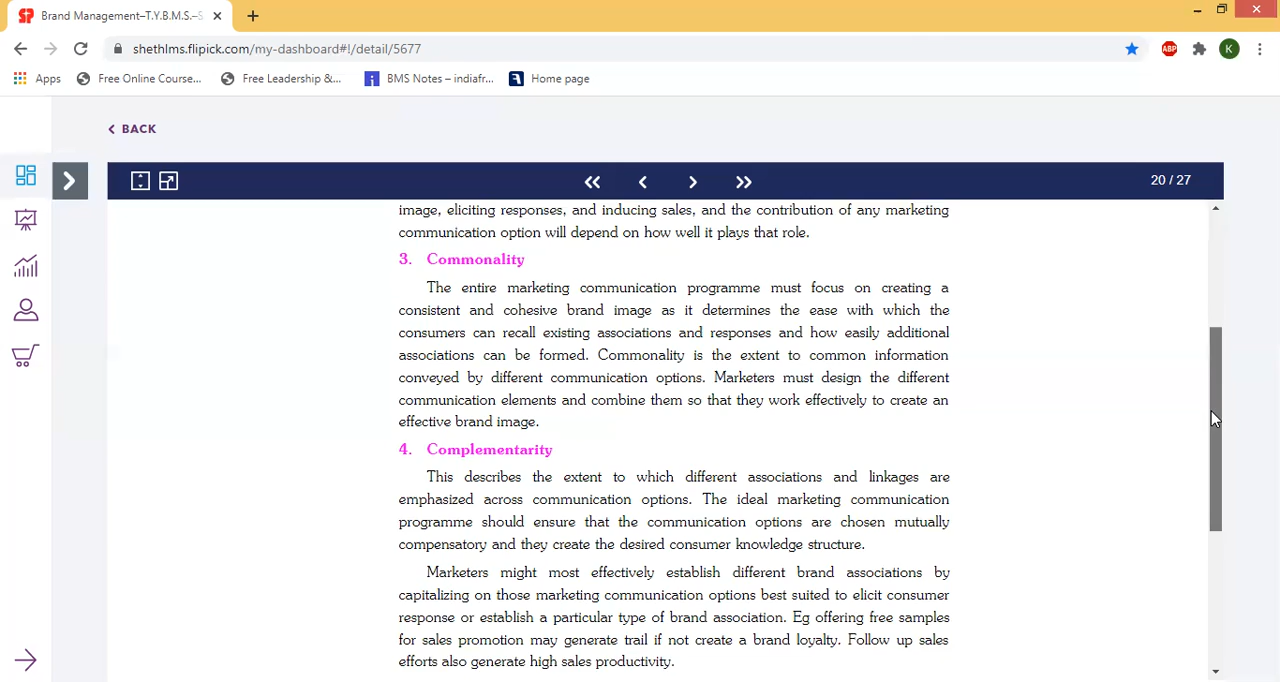 Brand Management–T.Y.B.M.S.–S
shethlms.flipick.com/my-dashboard#!/detail/5677
ABP
K
Apps Free Online Course... Free Leadership &... BMS Notes – indiafr... Home page
BACK
20 / 27
image, eliciting responses, and inducing sales, and the contribution of any marketing
communication option will depend on how well it plays that role.
3. Commonality
The entire marketing communication programme must focus on creating a
consistent and cohesive brand image as it determines the ease with which the
consumers can recall existing associations and responses and how easily additional
associations can be formed. Commonality is the extent to common information
conveyed by different communication options. Marketers must design the different
communication elements and combine them so that they work effectively to create an
effective brand image.
4. Complementarity
This describes the extent to which different associations and linkages are
emphasized across communication options. The ideal marketing communication
programme should ensure that the communication options are chosen mutually
compensatory and they create the desired consumer knowledge structure.
Marketers might most effectively establish different brand associations by
capitalizing on those marketing communication options best suited to elicit consumer
response or establish a particular type of brand association. Eg offering free samples
for sales promotion may generate trail if not create a brand loyalty. Follow up sales
efforts also generate high sales productivity.